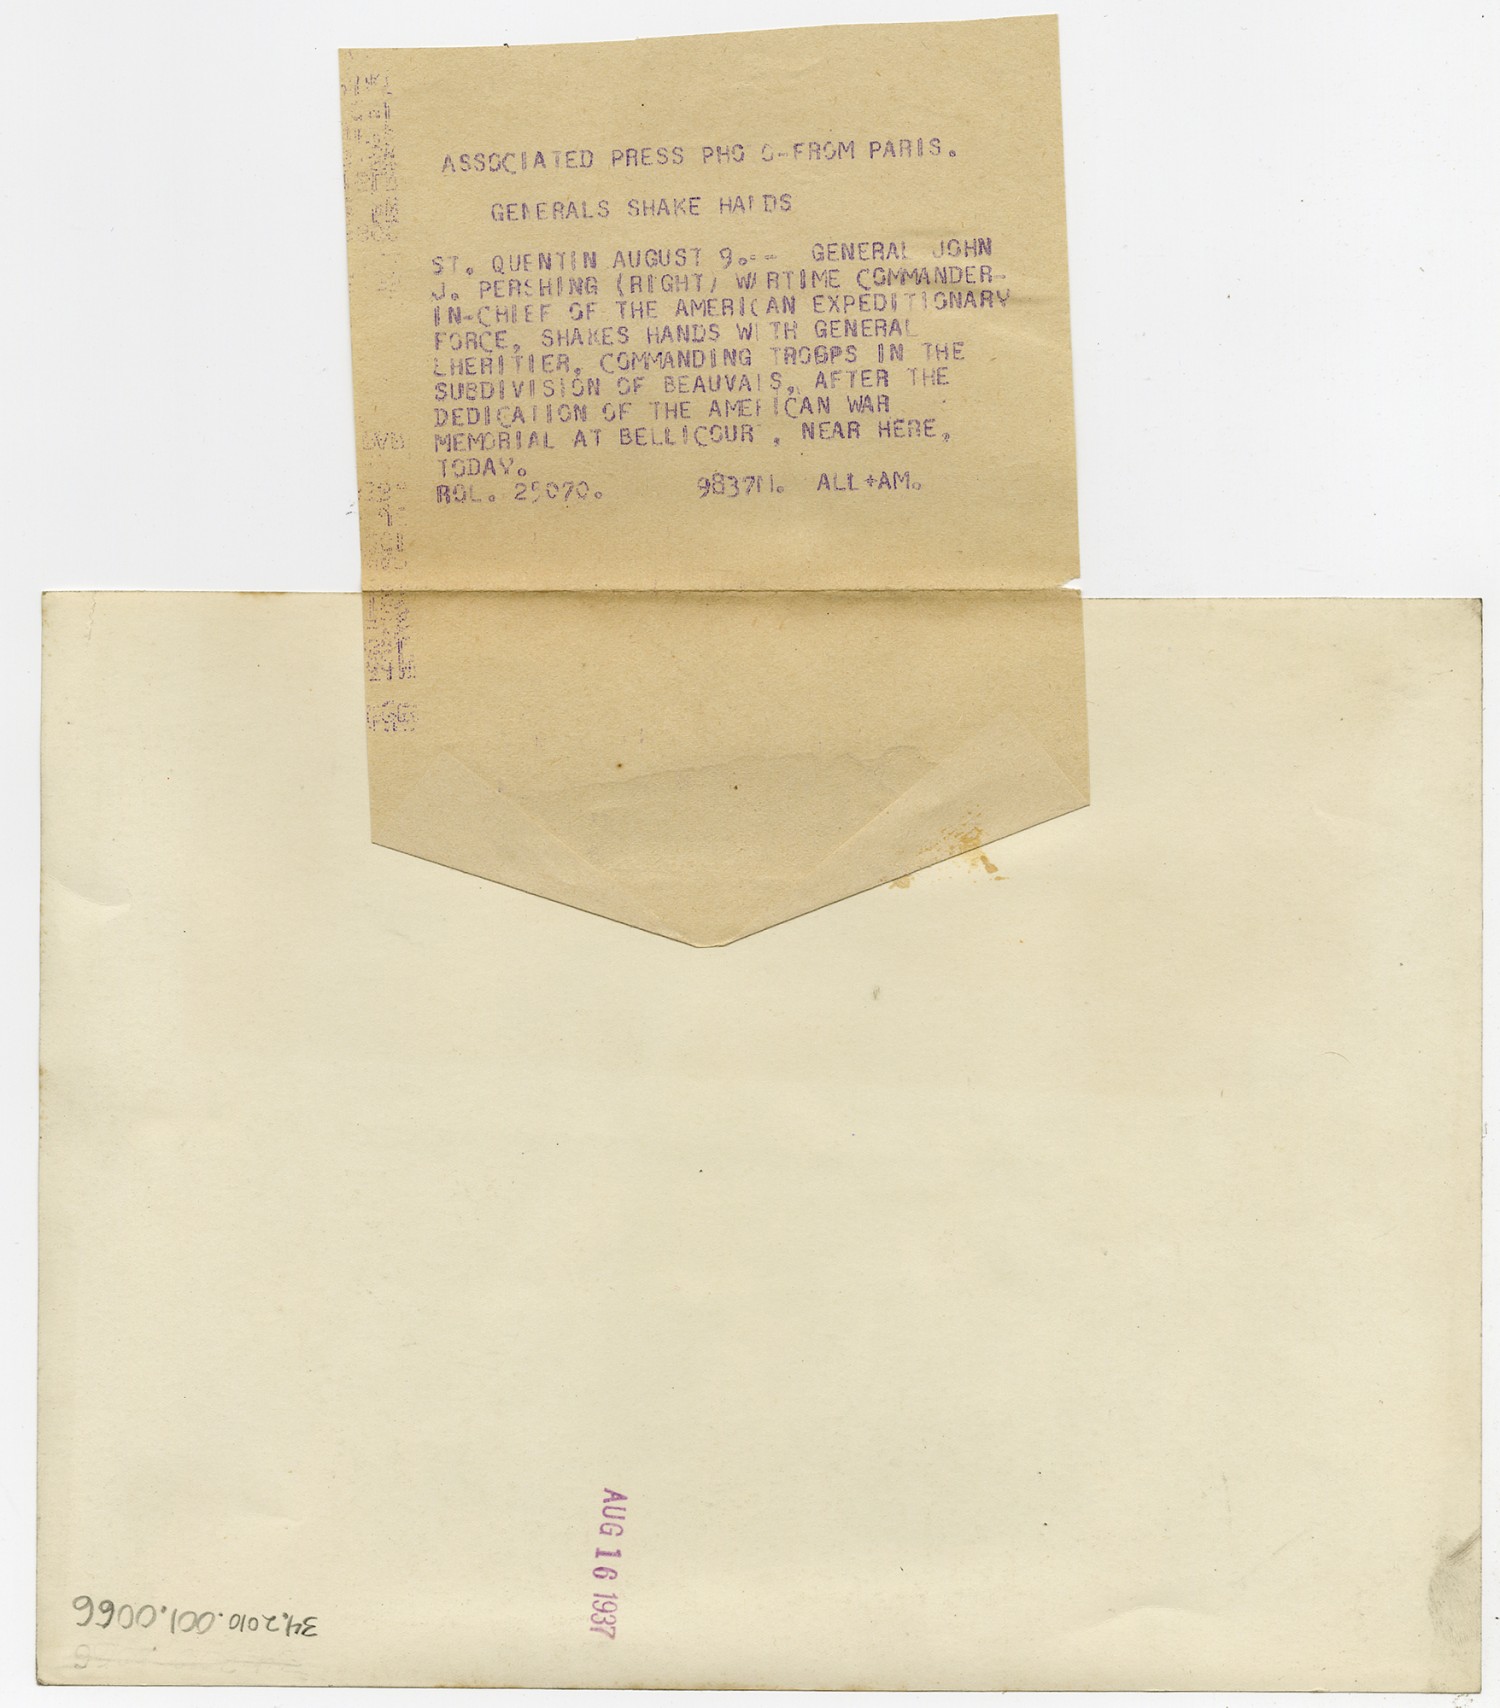 ASSOCIATED PRESS PHO O-FROM PARIS.
GENERALS SHAKE HANDS
ST. QUENTIN AUGUST 9.-- GENERAL JOHN
J. PERSHING (RIGHT) WARTIME COMMANDER-
IN-CHIEF OF THE AMERICAN EXPEDITIONARY
FORCE, SHAKES HANDS WITH GENERAL
LHERITIER, COMMANDING TROOPS IN THE
SUBDIVISION OF BEAUVAIS, AFTER THE
DEDICATION OF THE AMERICAN WAR
MEMORIAL AT BELLICOURT, NEAR HERE,
TODAY.
ROL. 25070. 9837M. ALL+AM.
AUG 16 1937
34.2010.001.0066